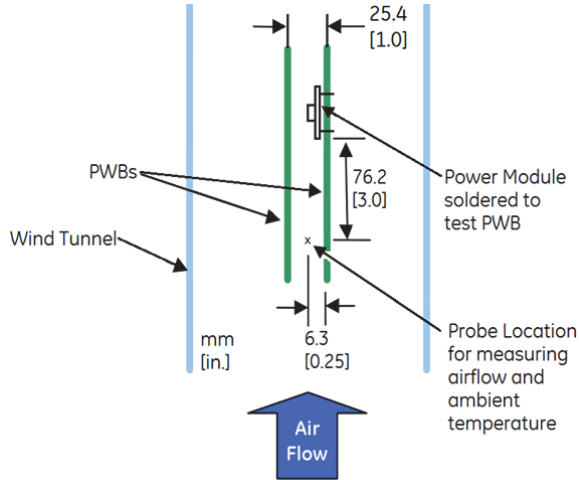 25.4
[1.0]
PWBs
76.2
[3.0]
Power Module
soldered to
test PWB
Wind Tunnel
x
mm
[in.]
6.3
[0.25]
Probe Location
for measuring
airflow and
ambient
temperature
Air
Flow